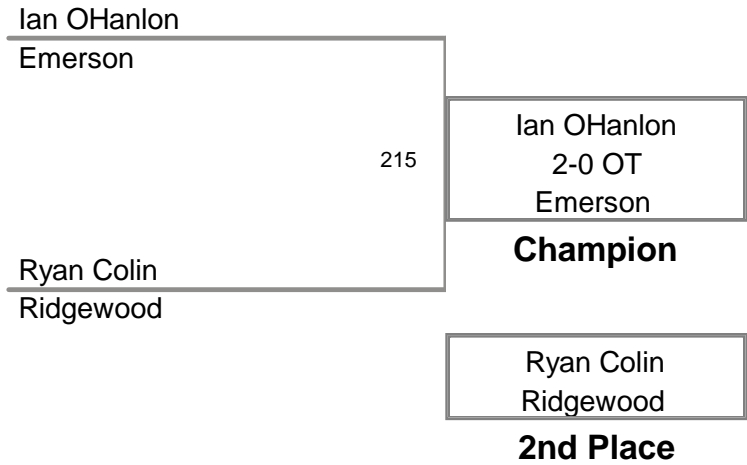 Ian OHanlon
Emerson
215
Ian OHanlon
2-0 OT
Emerson
Champion
Ryan Colin
Ridgewood
Ryan Colin
Ridgewood
2nd Place